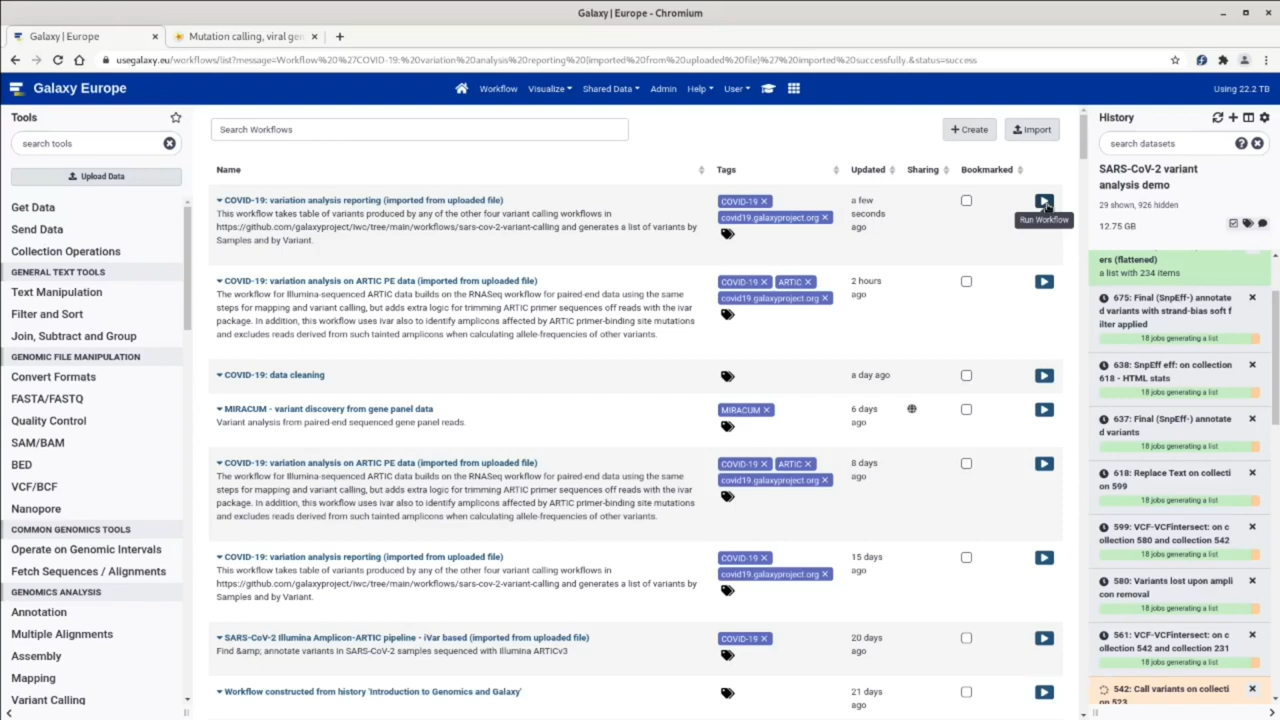 Galaxy | Europe - Chromium
Galaxy | Europe
Mutation calling, viral gen
usegalaxy.eu/workflows/list?message=Workflow%20%27COVID-19:%20variation%20analysis%20reporting%20(imported%20from%20uploaded%20file)%27%20imported%20successfully.&status=success
Galaxy Europe
Workflow
Visualize
Shared Data
Admin
Help
User
Using 22.2 TB
Tools
search tools
Upload Data
Get Data
Send Data
Collection Operations
GENERAL TEXT TOOLS
Text Manipulation
Filter and Sort
Join, Subtract and Group
GENOMIC FILE MANIPULATION
Convert Formats
FASTA/FASTQ
Quality Control
SAM/BAM
BED
VCF/BCF
Nanopore
COMMON GENOMICS TOOLS
Operate on Genomic Intervals
Fetch Sequences / Alignments
GENOMICS ANALYSIS
Annotation
Multiple Alignments
Assembly
Mapping
Variant Calling
Search Workflows
+ Create
Import
Name
Tags
Updated
Sharing
Bookmarked
COVID-19: variation analysis reporting (imported from uploaded file)
This workflow takes table of variants produced by any of the other four variant calling workflows in
https://github.com/galaxyproject/iwc/tree/main/workflows/sars-cov-2-variant-calling and generates a list of variants by
Samples and by Variant.
COVID-19
covid19.galaxyproject.org
a few
seconds
ago
Run Workflow
COVID-19: variation analysis on ARTIC PE data (imported from uploaded file)
The workflow for Illumina-sequenced ARTIC data builds on the RNASeq workflow for paired-end data using the same
steps for mapping and variant calling, but adds extra logic for trimming ARTIC primer sequences off reads with the ivar
package. In addition, this workflow uses ivar also to identify amplicons affected by ARTIC primer-binding site mutations
and excludes reads derived from such tainted amplicons when calculating allele-frequencies of other variants.
COVID-19
ARTIC
covid19.galaxyproject.org
2 hours
ago
COVID-19: data cleaning
a day ago
MIRACUM - variant discovery from gene panel data
Variant analysis from paired-end sequenced gene panel reads.
MIRACUM
6 days
ago
COVID-19: variation analysis on ARTIC PE data (imported from uploaded file)
The workflow for Illumina-sequenced ARTIC data builds on the RNASeq workflow for paired-end data using the same
steps for mapping and variant calling, but adds extra logic for trimming ARTIC primer sequences off reads with the ivar
package. In addition, this workflow uses ivar also to identify amplicons affected by ARTIC primer-binding site mutations
and excludes reads derived from such tainted amplicons when calculating allele-frequencies of other variants.
COVID-19
ARTIC
covid19.galaxyproject.org
8 days
ago
COVID-19: variation analysis reporting (imported from uploaded file)
This workflow takes table of variants produced by any of the other four variant calling workflows in
https://github.com/galaxyproject/iwc/tree/main/workflows/sars-cov-2-variant-calling and generates a list of variants by
Samples and by Variant.
COVID-19
covid19.galaxyproject.org
15 days
ago
SARS-CoV-2 Illumina Amplicon-ARTIC pipeline - iVar based (imported from uploaded file)
Find &amp; annotate variants in SARS-CoV-2 samples sequenced with Illumina ARTICv3
COVID-19
20 days
ago
Workflow constructed from history 'Introduction to Genomics and Galaxy'
21 days
ago
History
search datasets
SARS-CoV-2 variant
analysis demo
29 shown, 926 hidden
12.75 GB
ers (flattened)
a list with 234 items
675: Final (SnpEff-) annotate
d variants with strand-bias soft f
ilter applied
18 jobs generating a list
638: SnpEff eff: on collection
618 - HTML stats
18 jobs generating a list
637: Final (SnpEff-) annotate
d variants
18 jobs generating a list
618: Replace Text on collecti
on 599
18 jobs generating a list
599: VCF-VCFintersect: on c
ollection 580 and collection 542
18 jobs generating a list
580: Variants lost upon ampli
con removal
18 jobs generating a list
561: VCF-VCFintersect: on c
ollection 542 and collection 231
18 jobs generating a list
542: Call variants on collecti
on 523